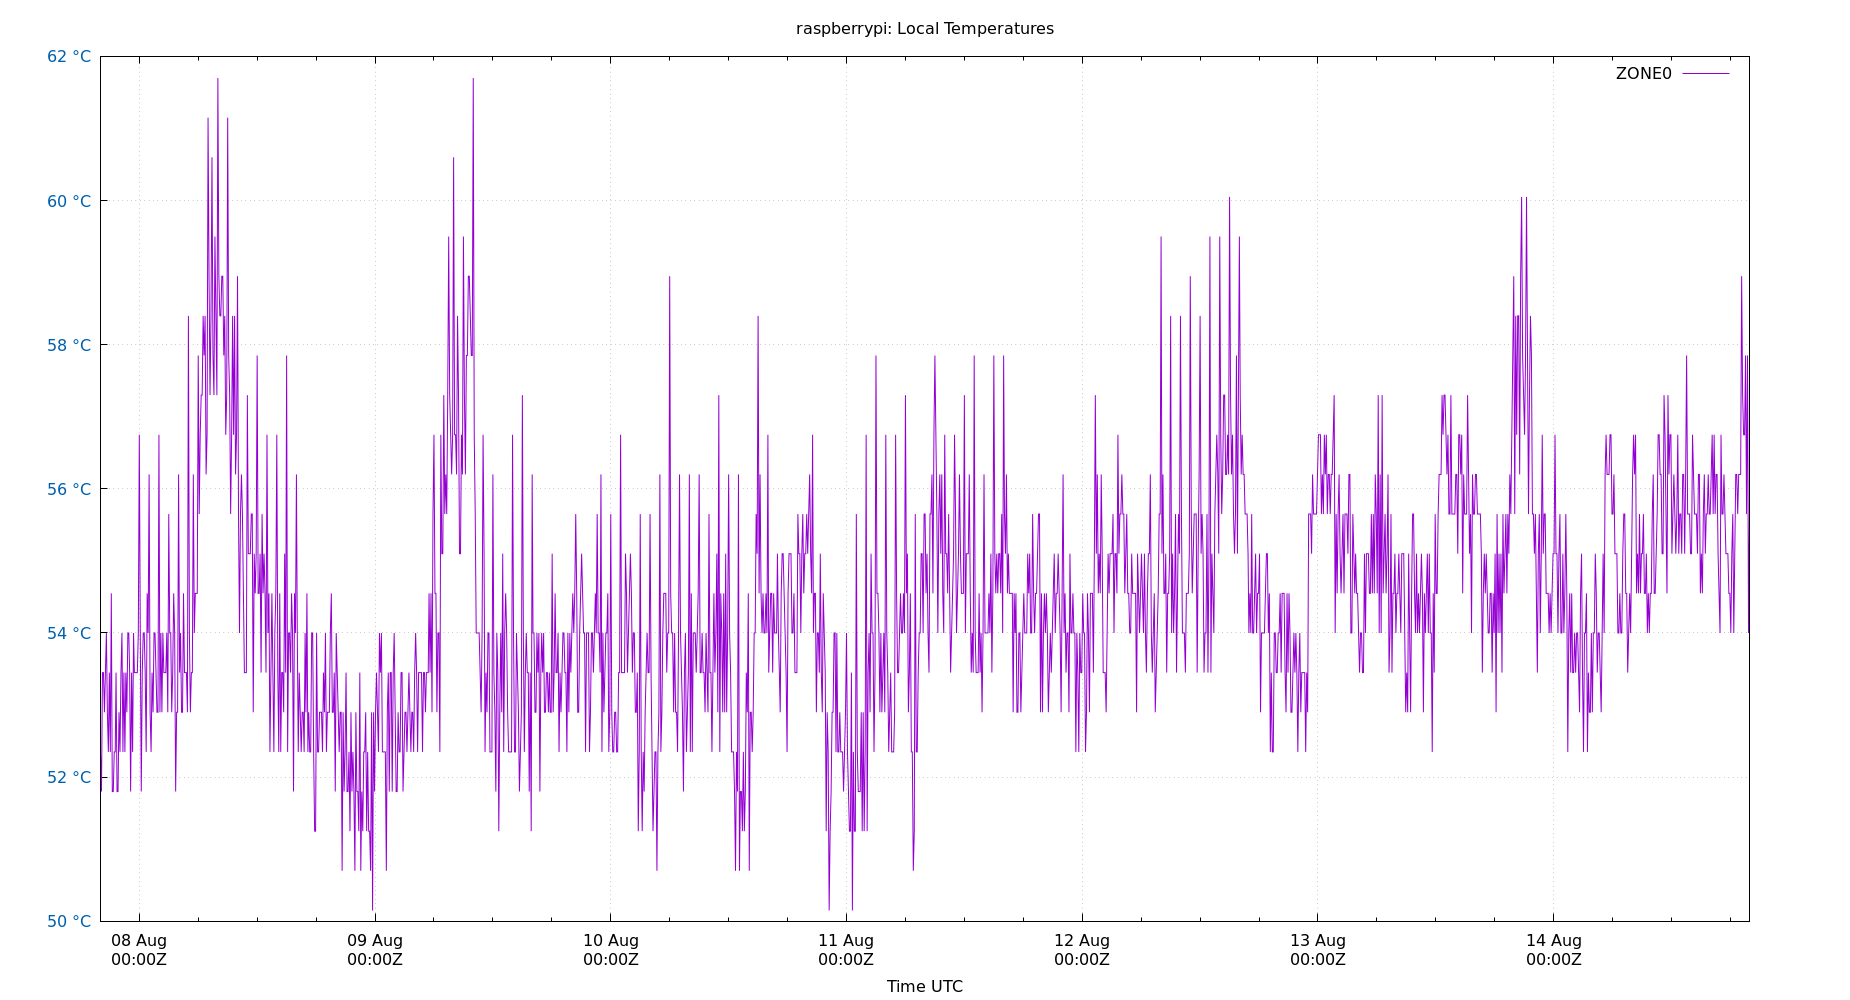 raspberrypi: Local Temperatures
62 °C
ZONE0
60 °C
58 °C
56 °C
54 °C
52 °C
50 °C
08 Aug 09 Aug 10 Aug 11 Aug 12 Aug 13 Aug 14 Aug
00:00Z 00:00Z 00:00Z 00:00Z 00:00Z 00:00Z 00:00Z
Time UTC